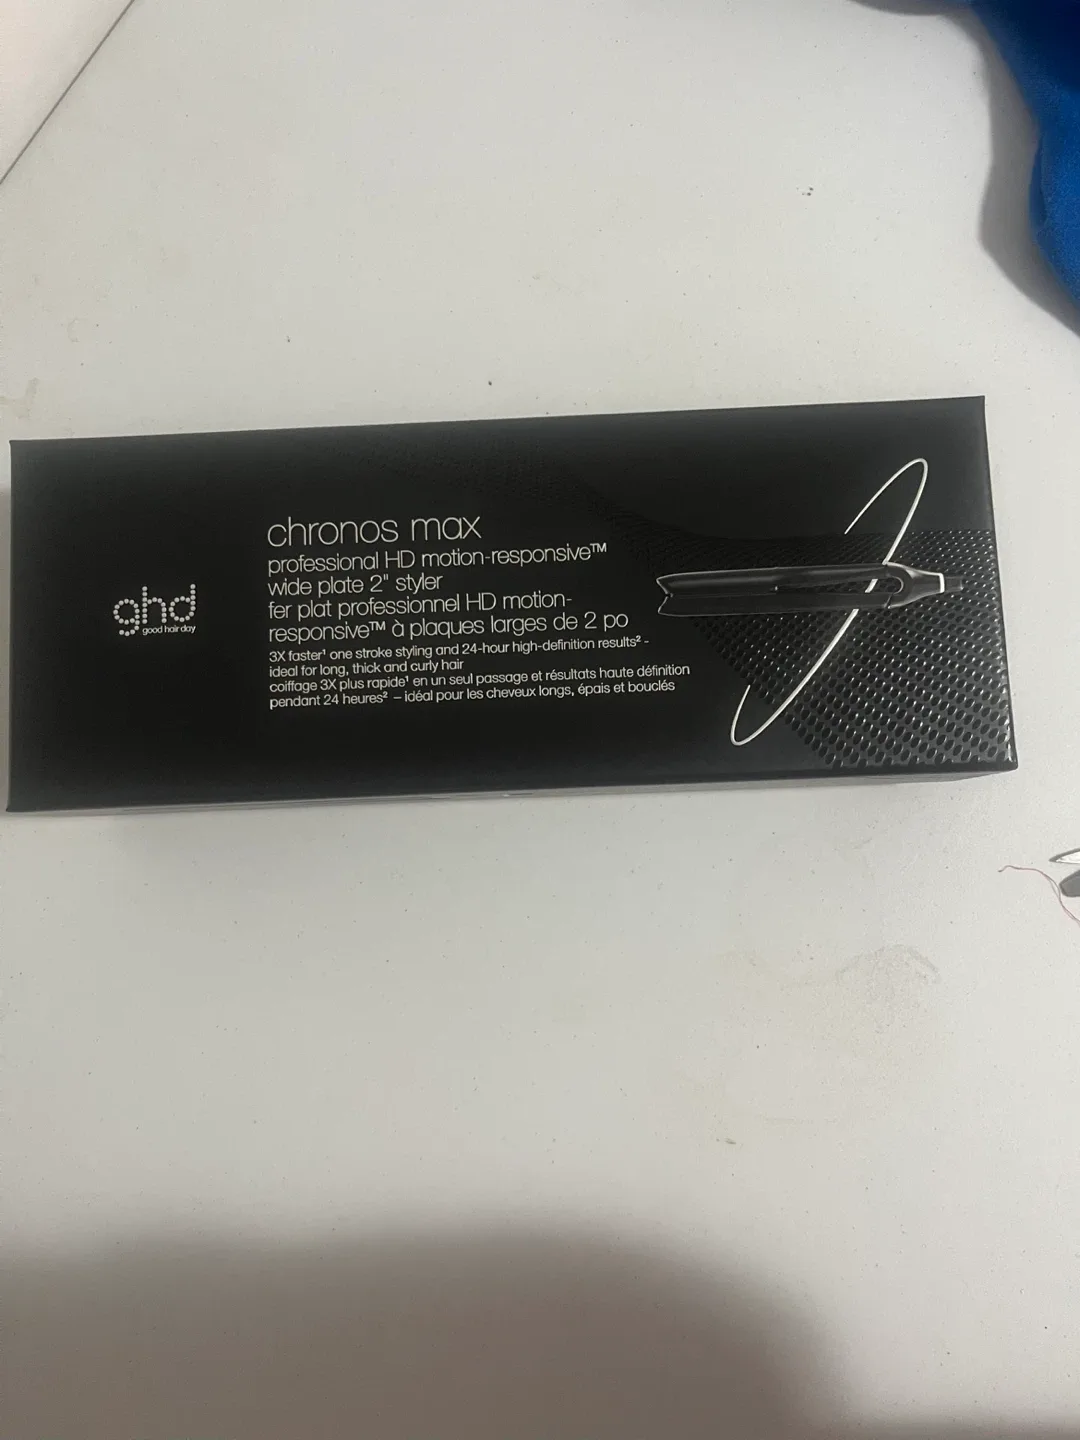 ghd
good hair day
chronos max
professional HD motion-responsive™
wide plate 2" styler
fer plat professionnel HD motion-
responsive™ à plaques larges de 2 po
3X faster¹ one stroke styling and 24-hour high-definition results² -
ideal for long, thick and curly hair
coiffage 3X plus rapide¹ en un seul passage et résultats haute définition
pendant 24 heures² – idéal pour les cheveux longs, épais et bouclés